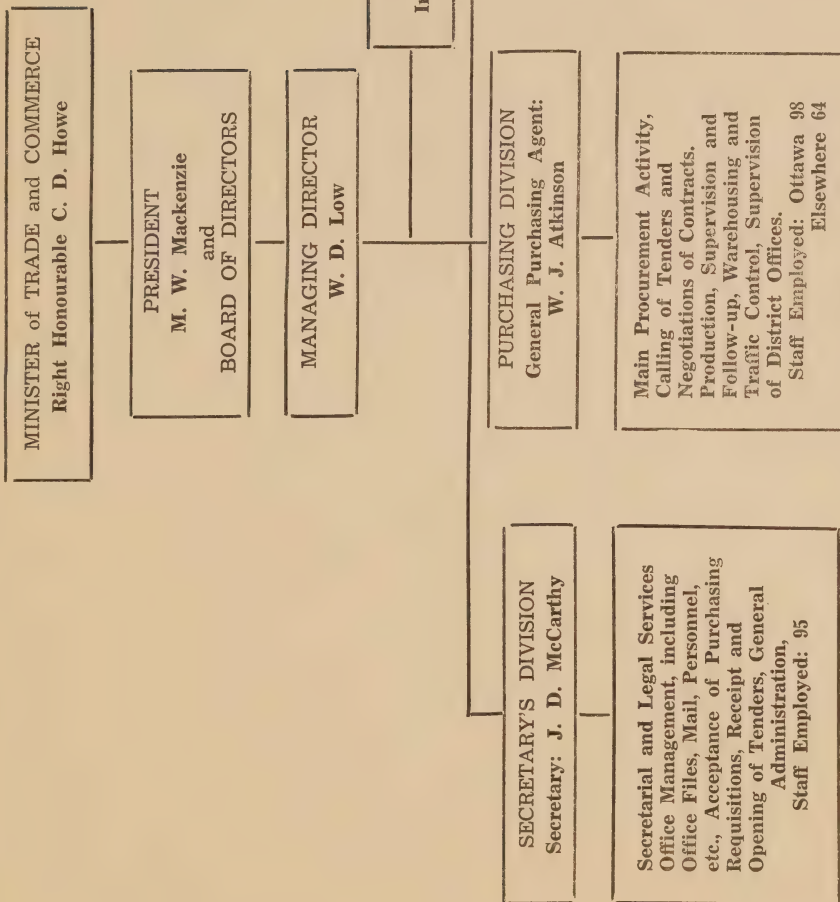 MINISTER of TRADE and COMMERCE
Right Honourable C. D. Howe
PRESIDENT
M. W. Mackenzie
and
BOARD OF DIRECTORS
MANAGING DIRECTOR
W. D. Low
SECRETARY'S DIVISION
Secretary: J. D. McCarthy
Secretarial and Legal Services
Office Management, including
Office Files, Mail, Personnel,
etc., Acceptance of Purchasing
Requisitions, Receipt and
Opening of Tenders, General
Administration,
Staff Employed: 95
PURCHASING DIVISION
General Purchasing Agent:
W. J. Atkinson
Main Procurement Activity,
Calling of Tenders and
Negotiations of Contracts.
Production, Supervision and
Follow-up, Warehousing and
Traffic Control, Supervision
of District Offices.
Staff Employed: Ottawa 98
Elsewhere 64